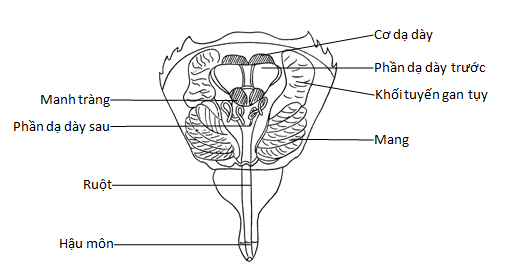 Cơ dạ dày
Phần dạ dày trước
Khối tuyến gan tụy
Manh tràng
Phần dạ dày sau
Mang
Ruột
Hậu môn